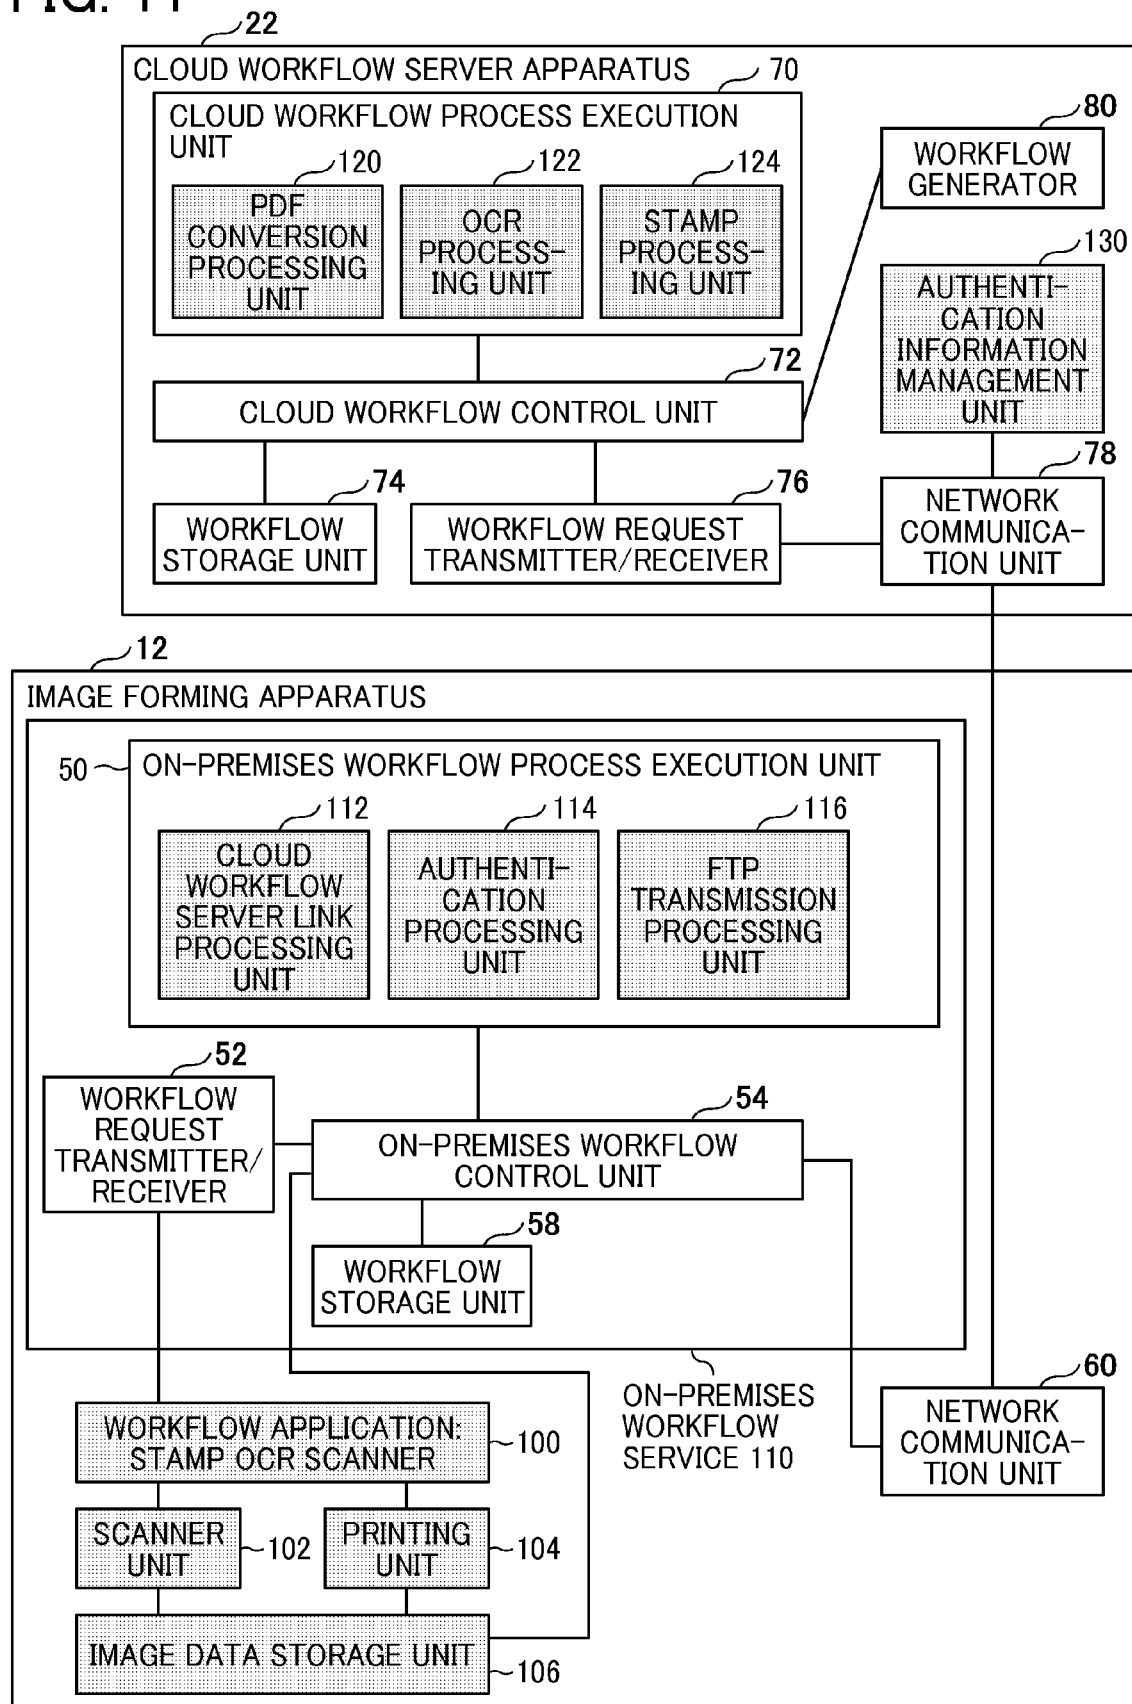 FIG. 11
22
CLOUD WORKFLOW SERVER APPARATUS
70
CLOUD WORKFLOW PROCESS EXECUTION
UNIT
120
PDF
CONVERSION
PROCESSING
UNIT
122
OCR
PROCESS-
ING UNIT
124
STAMP
PROCESS-
ING UNIT
80
WORKFLOW
GENERATOR
130
AUTHENTI-
CATION
INFORMATION
MANAGEMENT
UNIT
72
CLOUD WORKFLOW CONTROL UNIT
74
WORKFLOW
STORAGE UNIT
76
WORKFLOW REQUEST
TRANSMITTER/RECEIVER
78
NETWORK
COMMUNICA-
TION UNIT
12
IMAGE FORMING APPARATUS
50
ON-PREMISES WORKFLOW PROCESS EXECUTION UNIT
112
CLOUD
WORKFLOW
SERVER LINK
PROCESSING
UNIT
114
AUTHENTI-
CATION
PROCESSING
UNIT
116
FTP
TRANSMISSION
PROCESSING
UNIT
52
WORKFLOW
REQUEST
TRANSMITTER/
RECEIVER
54
ON-PREMISES WORKFLOW
CONTROL UNIT
58
WORKFLOW
STORAGE UNIT
ON-PREMISES
WORKFLOW
SERVICE 110
60
NETWORK
COMMUNICA-
TION UNIT
WORKFLOW APPLICATION:
STAMP OCR SCANNER
100
SCANNER
UNIT
102
PRINTING
UNIT
104
IMAGE DATA STORAGE UNIT
106